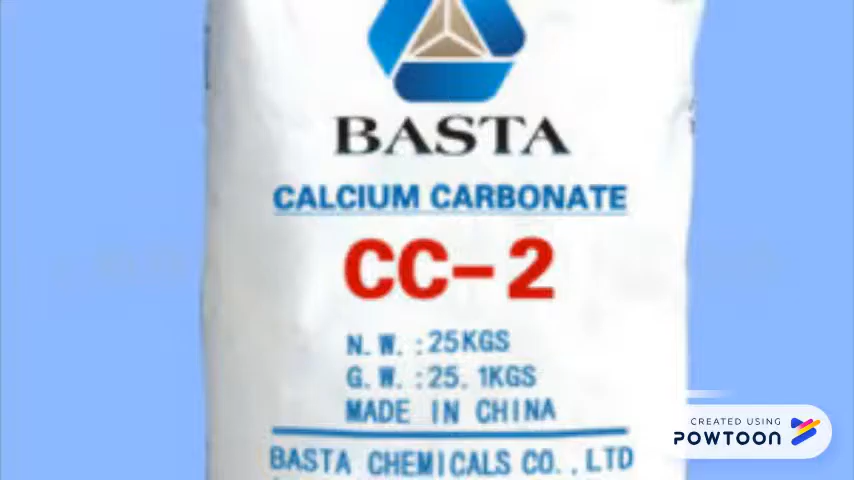 BASTA
CALCIUM CARBONATE
CC-2
N. W. :25KGS
G. W. :25. 1KGS
MADE IN CHINA
BASTA CHEMICALS CO. , LTD
CREATED USING
POWTOON